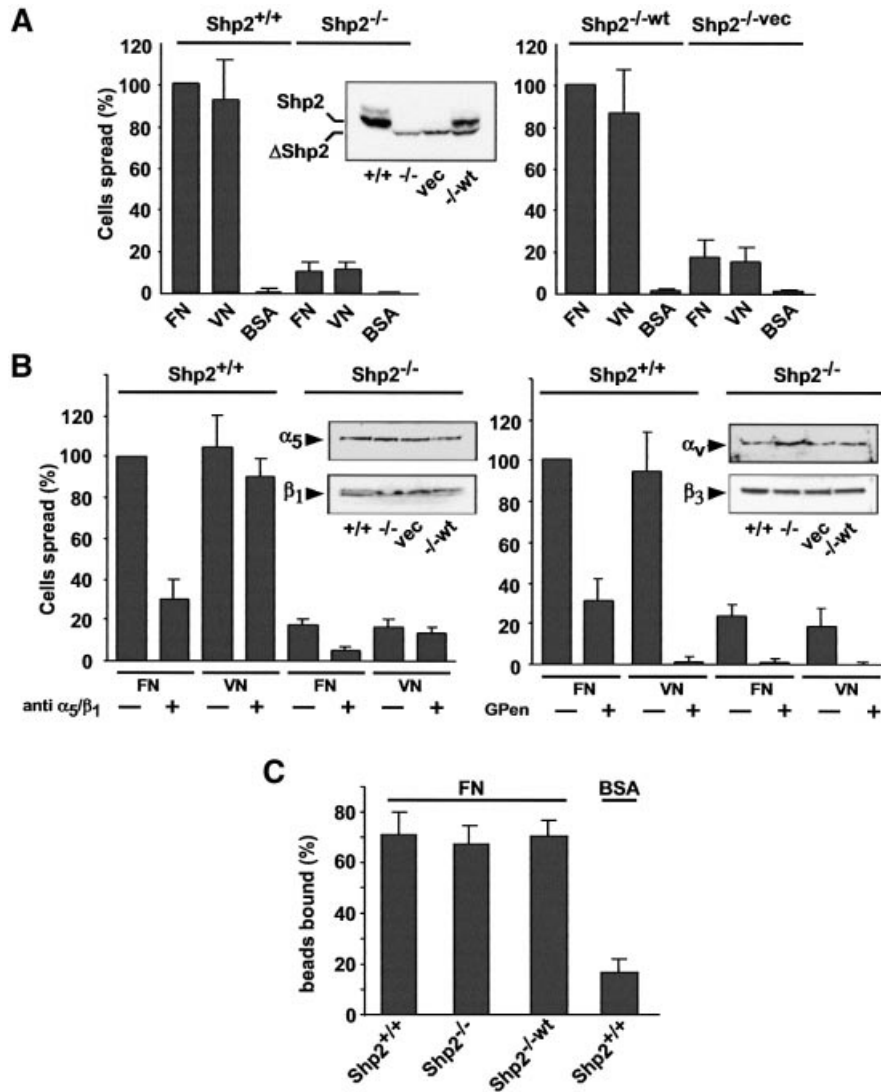 A
Shp2+/+ Shp2-/-
Cells spread (%)
120
100
80
60
40
20
0
Shp2
ΔShp2
+/+ -/- vec -/-wt
FN VN BSA FN VN BSA
Shp2-/-wt Shp2-/-vec
120
100
80
60
40
20
0
FN VN BSA FN VN BSA
B
Shp2+/+ Shp2-/-
Cells spread (%)
120
100
80
60
40
20
0
α5
β1
+/+ -/- vec -/-wt
FN VN FN VN
anti α5/β1 — + — + — + — +
Shp2+/+ Shp2-/-
120
100
80
60
40
20
0
αv
β3
+/+ -/- vec -/-wt
FN VN FN VN
GPen — + — + — + — +
C
FN BSA
beads bound (%)
80
60
40
20
0
Shp2+/+ Shp2-/- Shp2-/-wt Shp2+/+